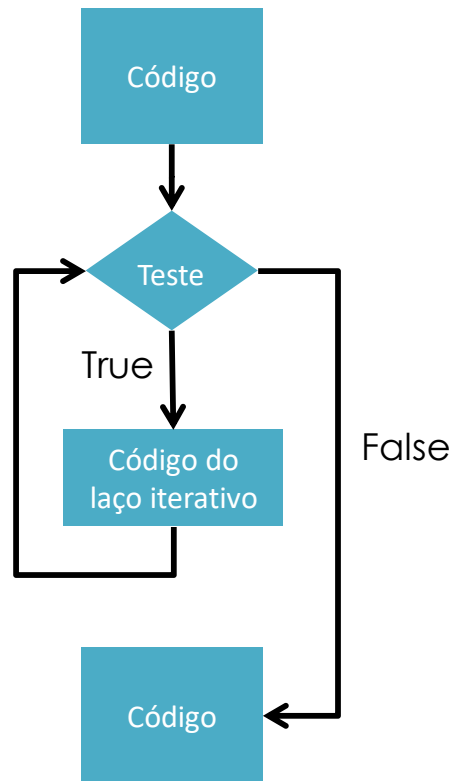 Código
Teste
True
False
Código do
laço iterativo
Código